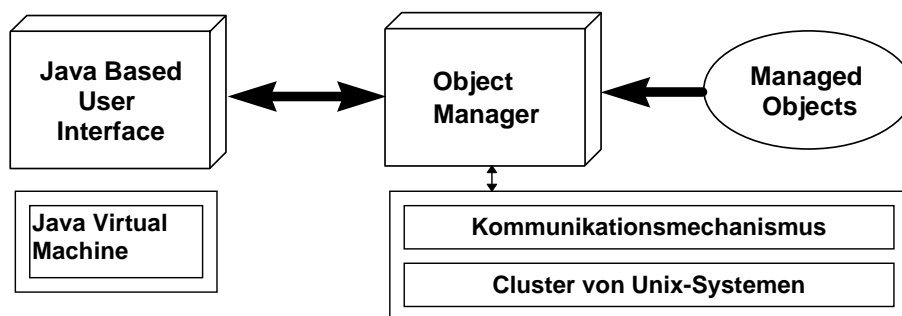 Java Based
User
Interface
Object
Manager
Managed
Objects
Java Virtual
Machine
Kommunikationsmechanismus
Cluster von Unix-Systemen